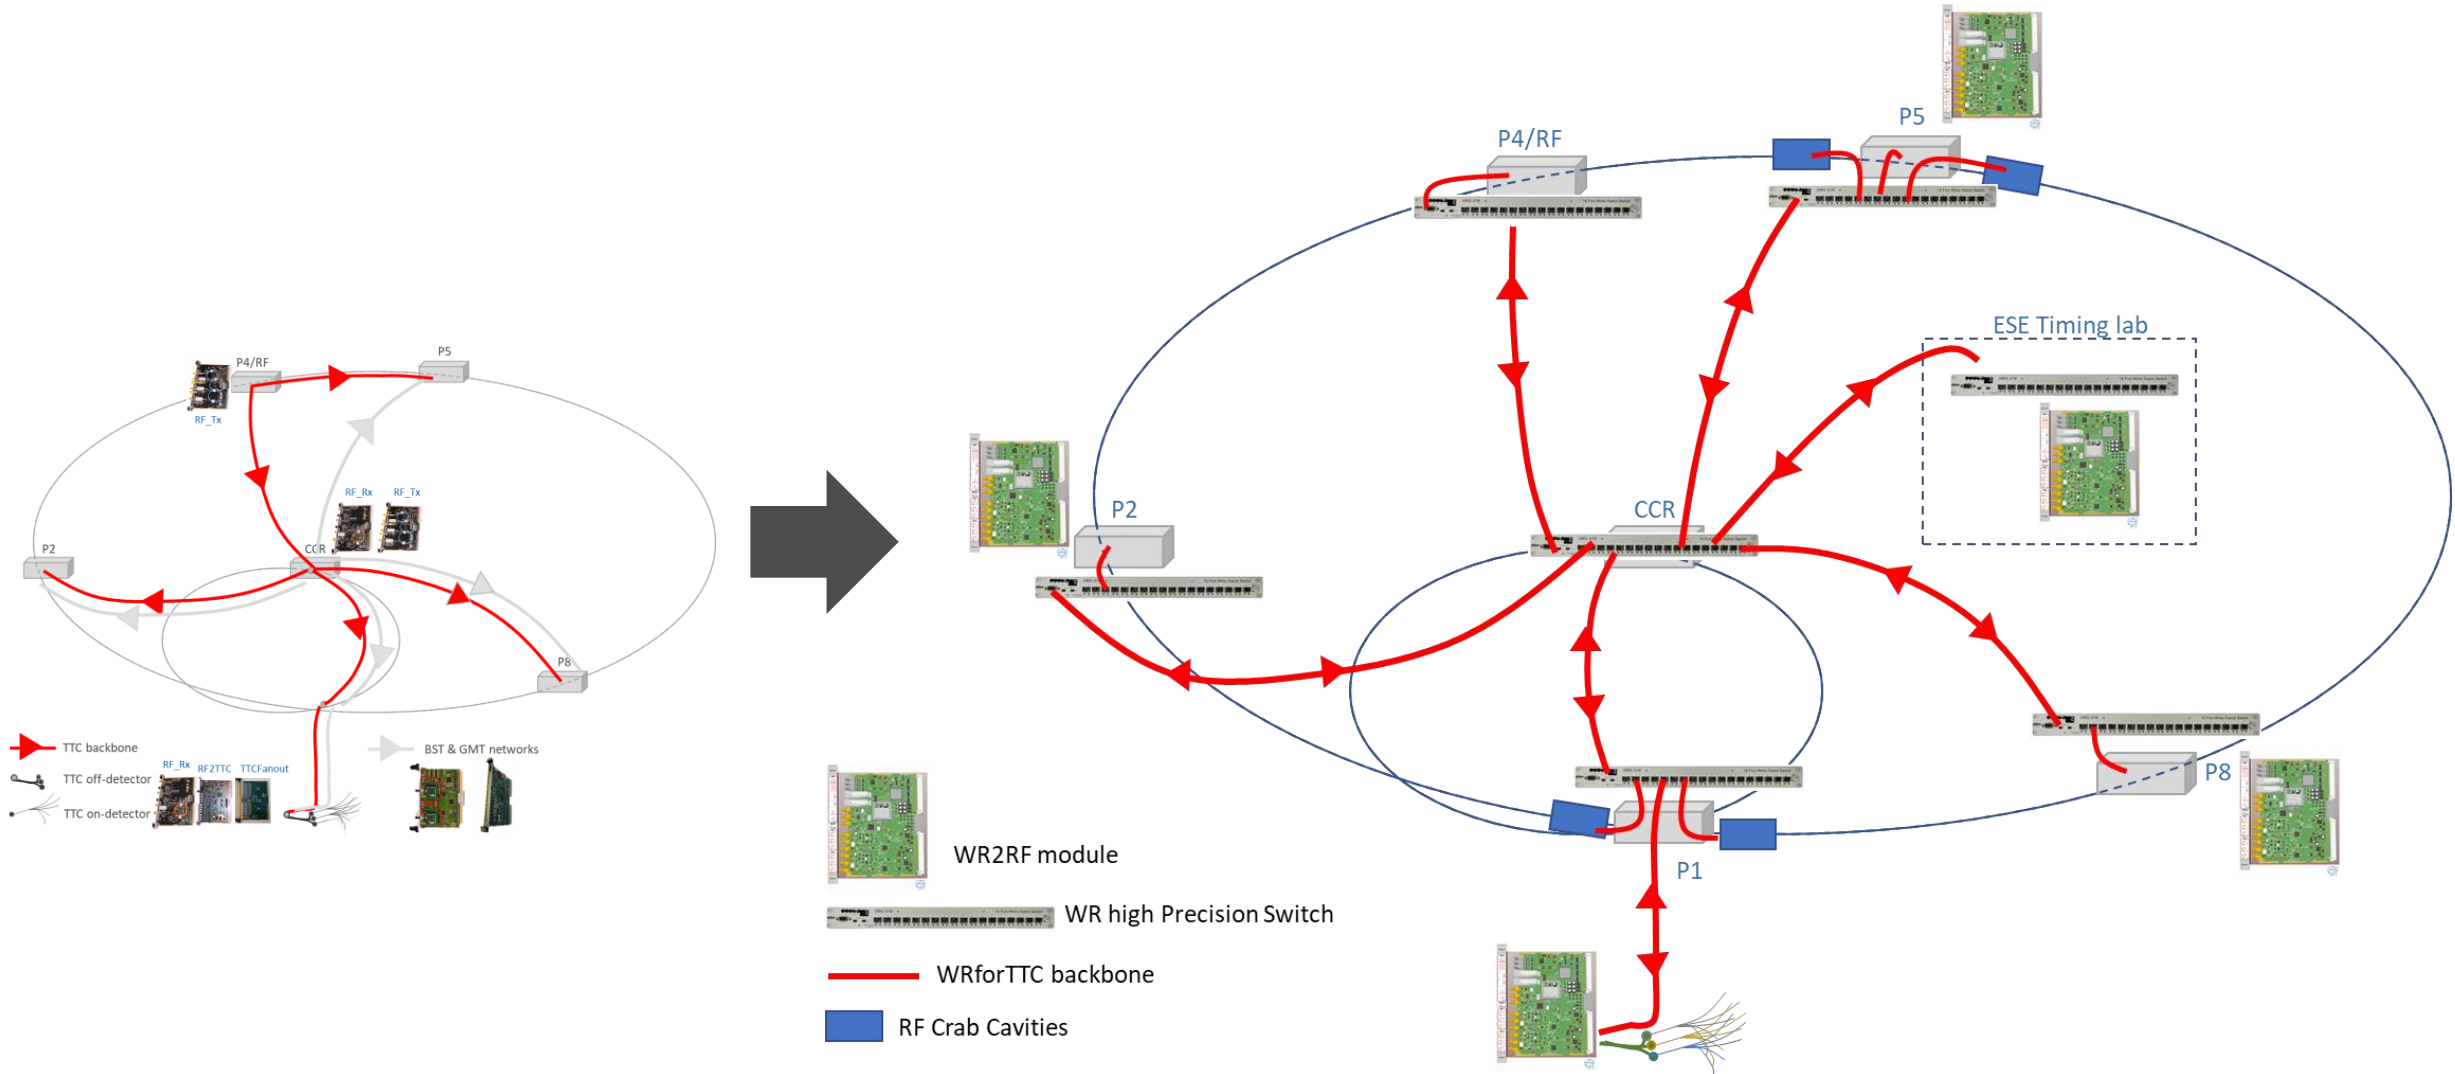 P5
P4/RF
RF_Tx
RF_Rx
RF_Tx
P2
CCR
P8
TTC backbone
BST & GMT networks
TTC off-detector
RF_Rx
RF2TTC
TTCFanout
TTC on-detector
P5
P4/RF
ESE Timing lab
P2
CCR
P8
P1
WR2RF module
WR high Precision Switch
WRforTTC backbone
RF Crab Cavities